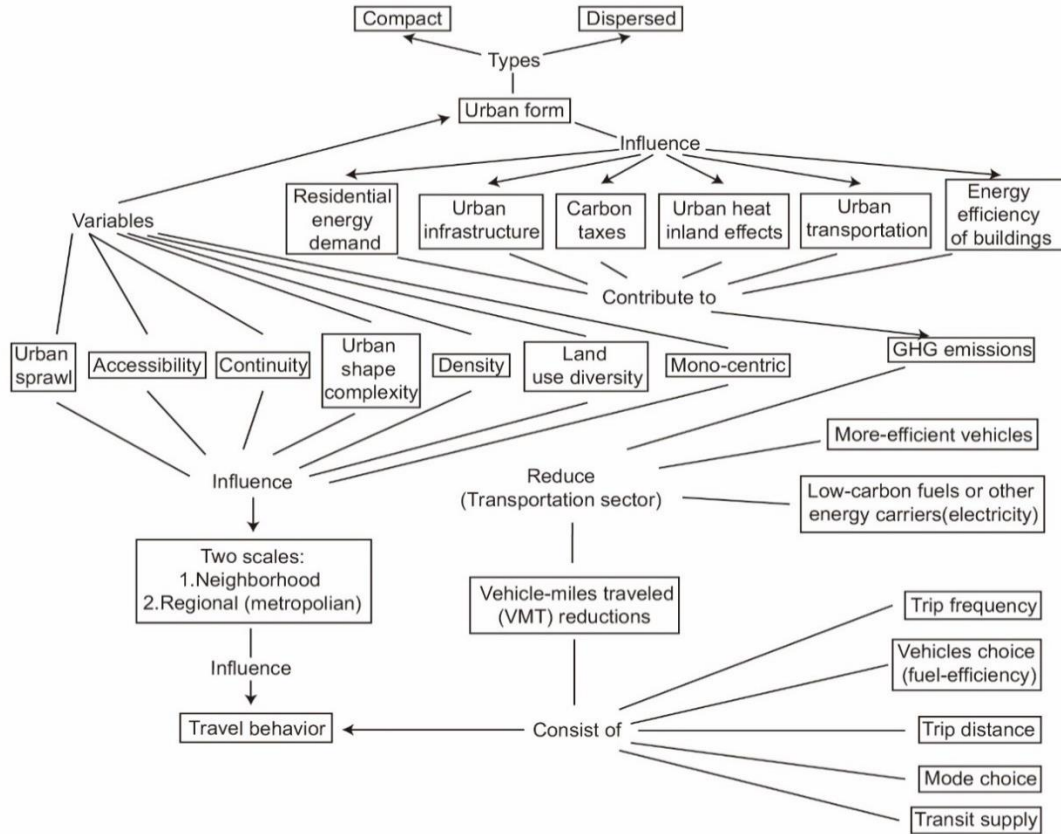 Compact
Dispersed
Types
Urban form
Influence
Residential
energy
demand
Urban
infrastructure
Carbon
taxes
Urban heat
inland effects
Urban
transportation
Energy
efficiency
of buildings
Variables
Contribute to
Urban
sprawl
Accessibility
Continuity
Urban
shape
complexity
Density
Land
use diversity
Mono-centric
GHG emissions
More-efficient vehicles
Influence
Reduce
(Transportation sector)
Low-carbon fuels or other
energy carriers(electricity)
Two scales:
1.Neighborhood
2.Regional (metropolian)
Vehicle-miles traveled
(VMT) reductions
Trip frequency
Vehicles choice
(fuel-efficiency)
Influence
Travel behavior
Consist of
Trip distance
Mode choice
Transit supply